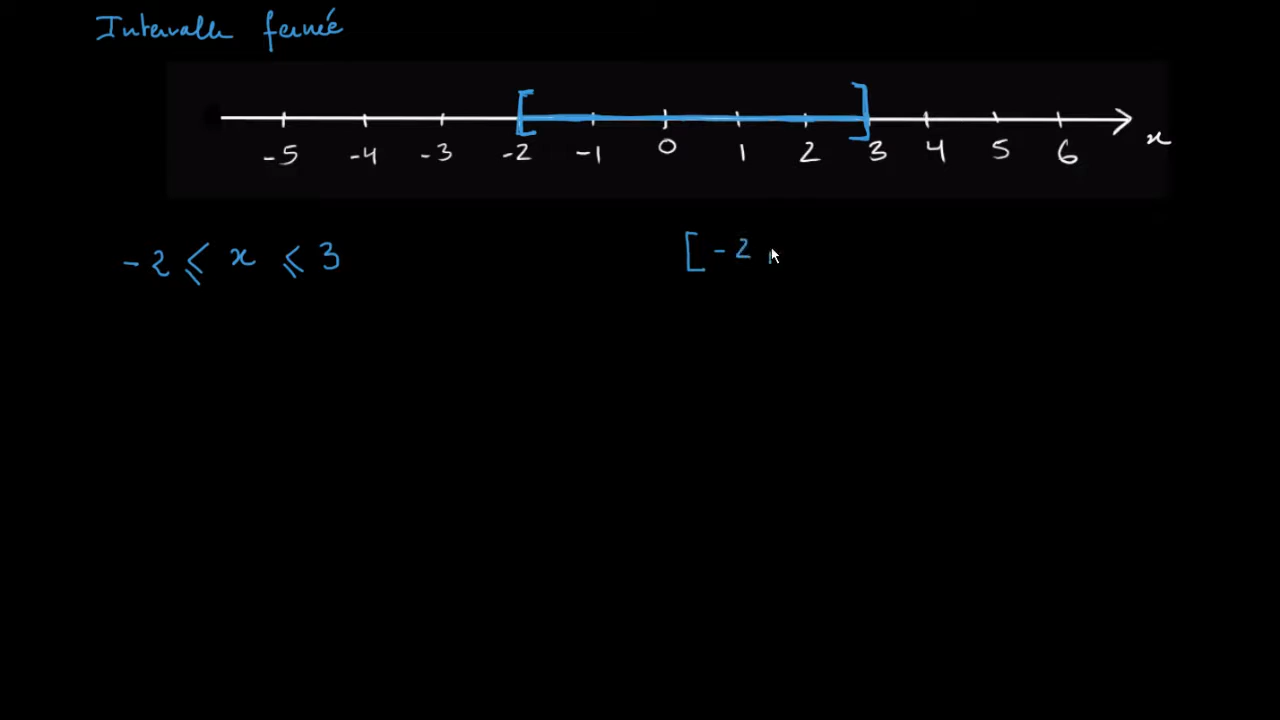 Intervalle fermé
-5 -4 -3 -2 -1 0 1 2 3 4 5 6 x
-2 ⩽ x ⩽ 3
[-2